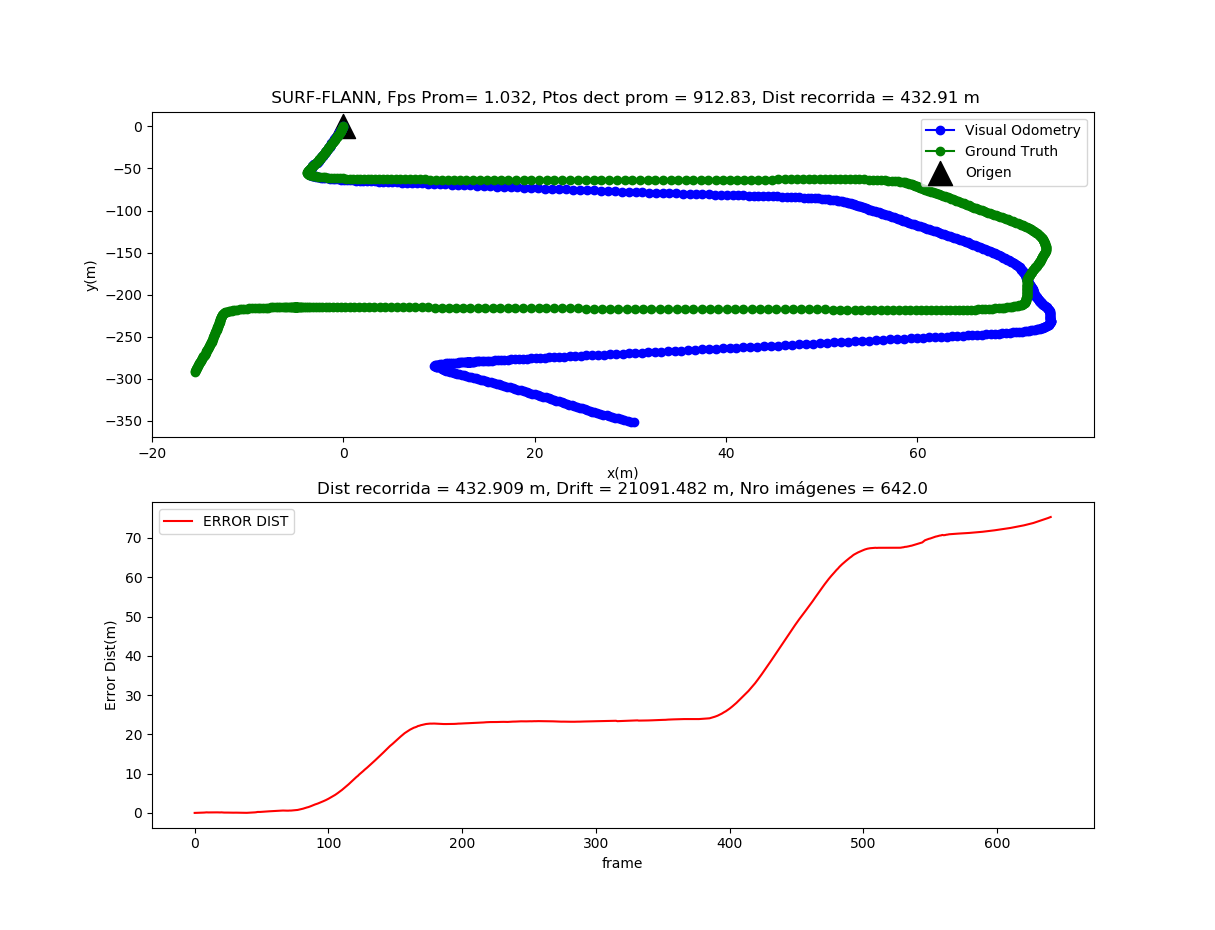 SURF-FLANN, Fps Prom= 1.032, Ptos dect prom = 912.83, Dist recorrida = 432.91 m
0
−50
−100
−150
−200
−250
−300
−350
y(m)
Visual Odometry
Ground Truth
Origen
−20
0
20
40
60
x(m)
Dist recorrida = 432.909 m, Drift = 21091.482 m, Nro imágenes = 642.0
ERROR DIST
70
60
50
40
30
20
10
0
Error Dist(m)
0
100
200
300
400
500
600
frame